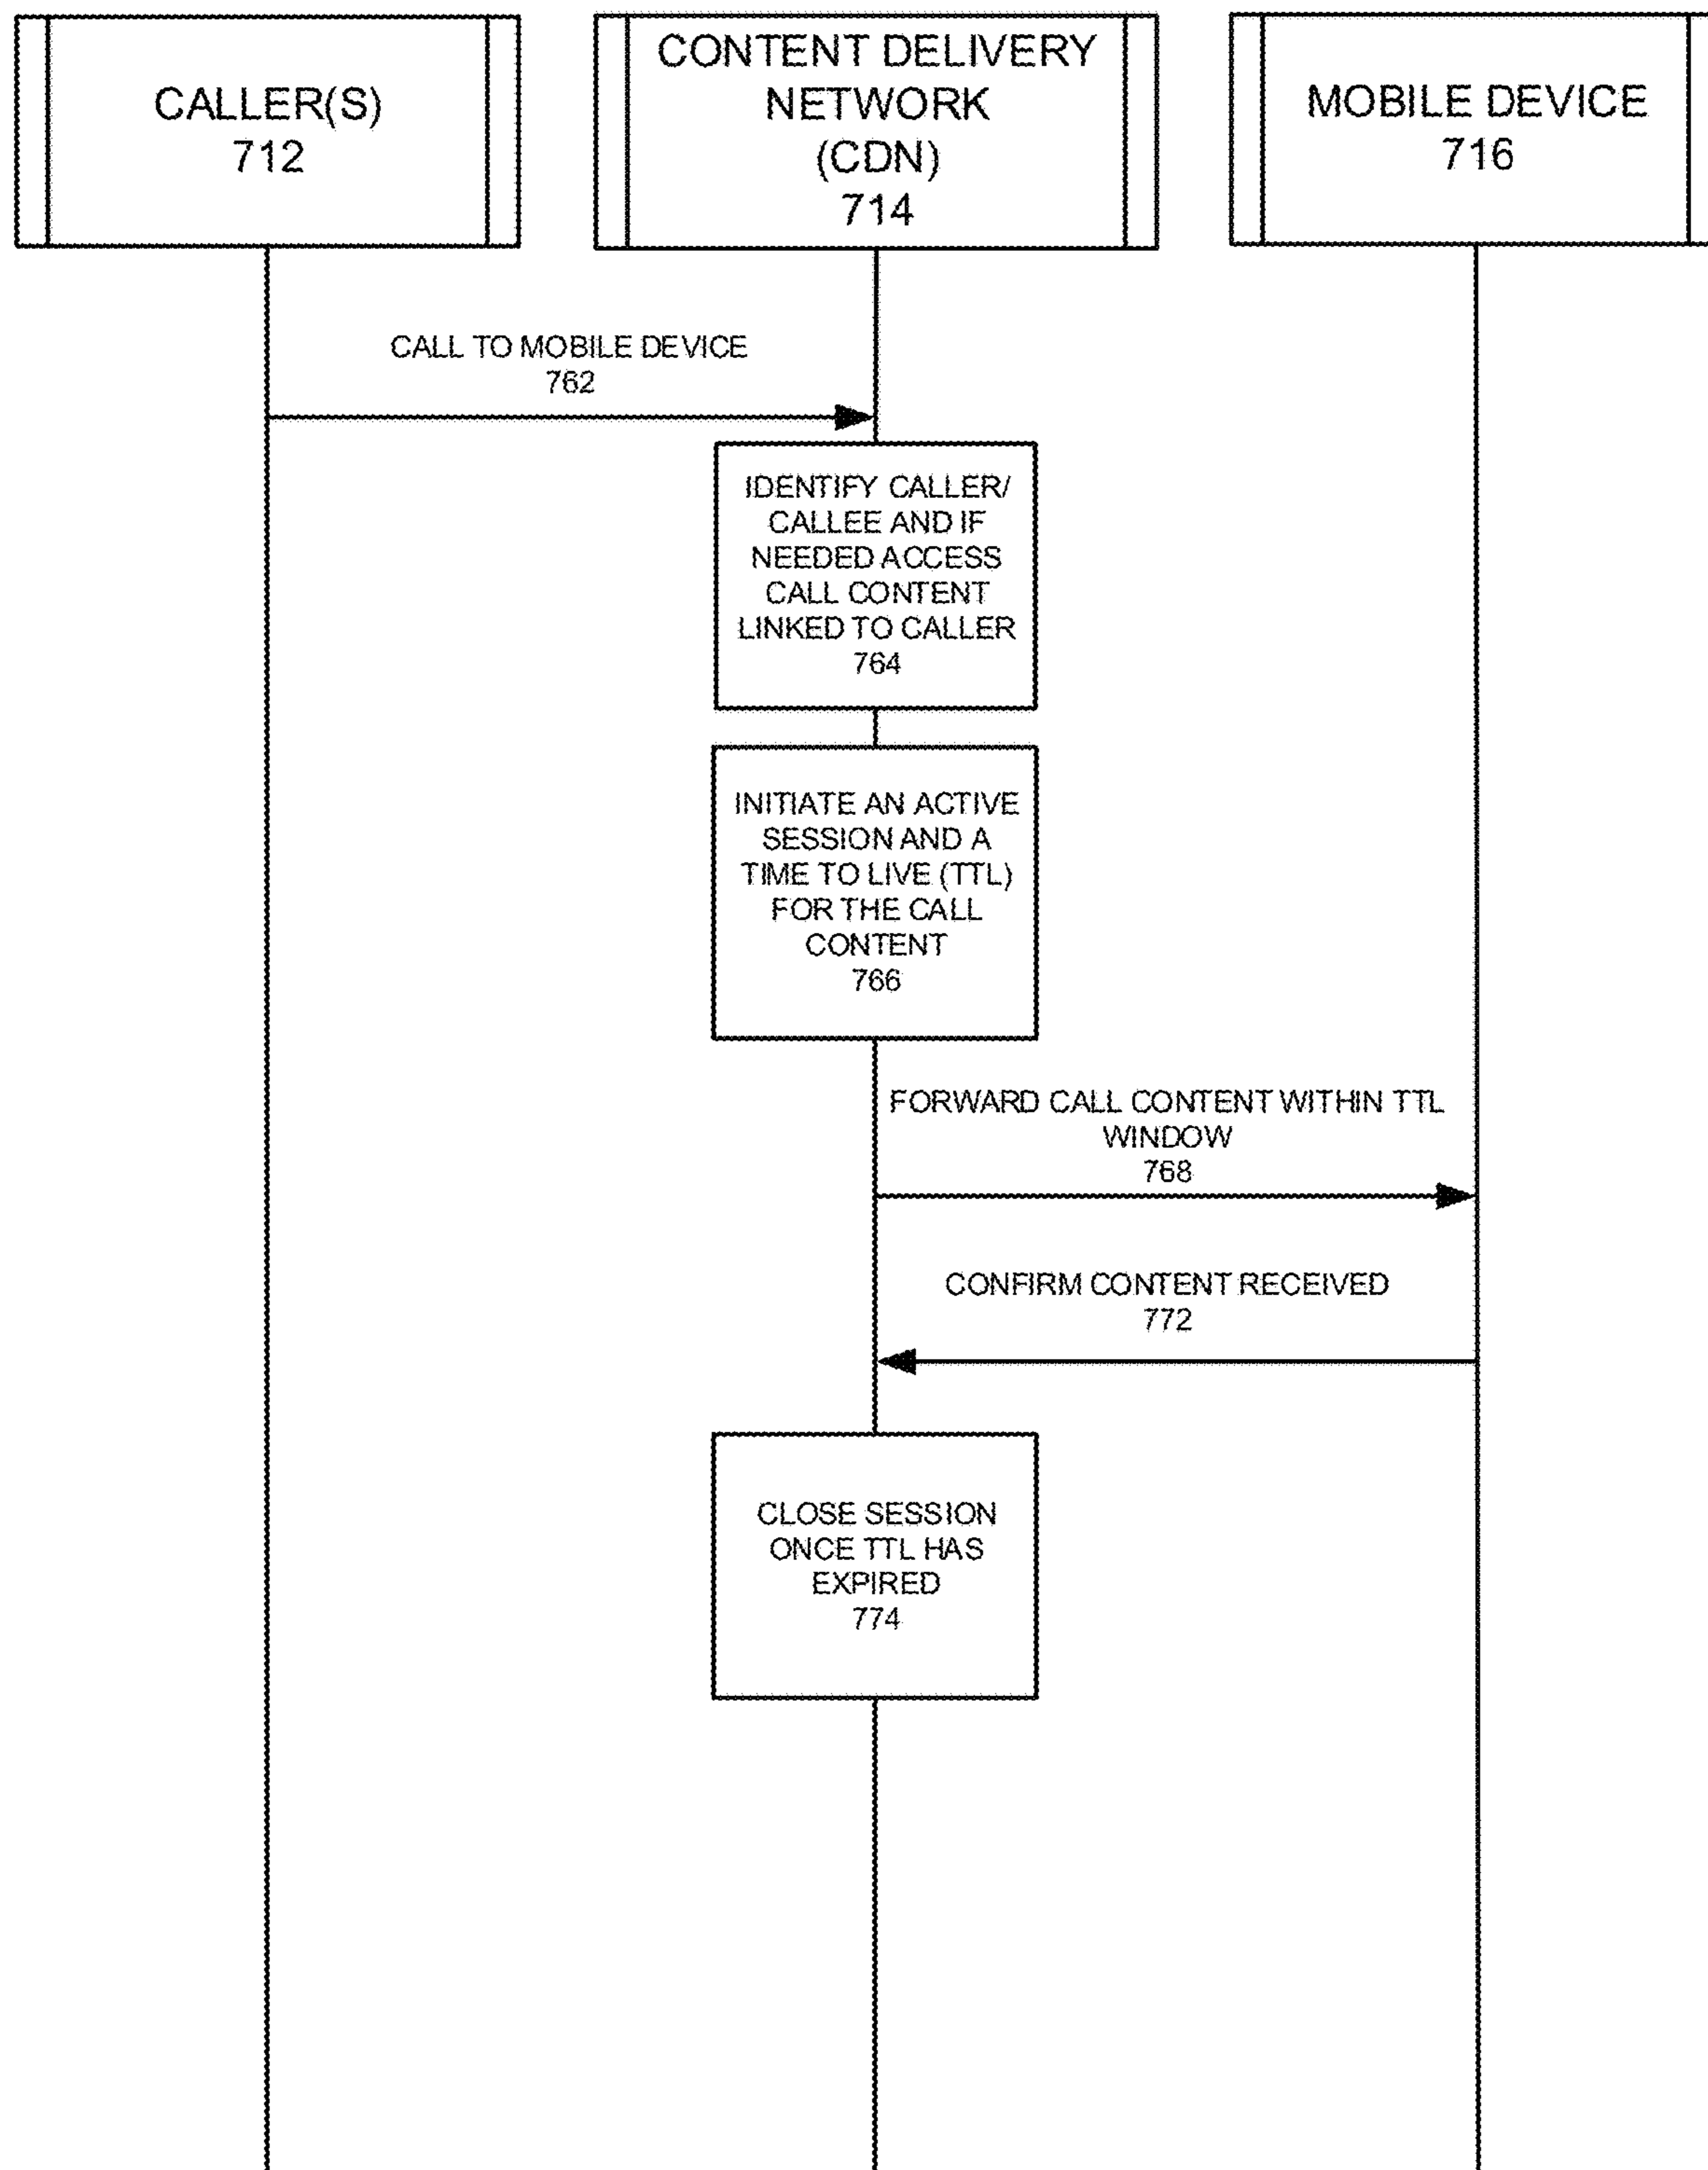 CALLER(S)
712
CONTENT DELIVERY
NETWORK
(CDN)
714
MOBILE DEVICE
716
CALL TO MOBILE DEVICE
762
IDENTIFY CALLER/
CALLEE AND IF
NEEDED ACCESS
CALL CONTENT
LINKED TO CALLER
764
INITIATE AN ACTIVE
SESSION AND A
TIME TO LIVE (TTL)
FOR THE CALL
CONTENT
766
FORWARD CALL CONTENT WITHIN TTL
WINDOW
768
CONFIRM CONTENT RECEIVED
772
CLOSE SESSION
ONCE TTL HAS
EXPIRED
774